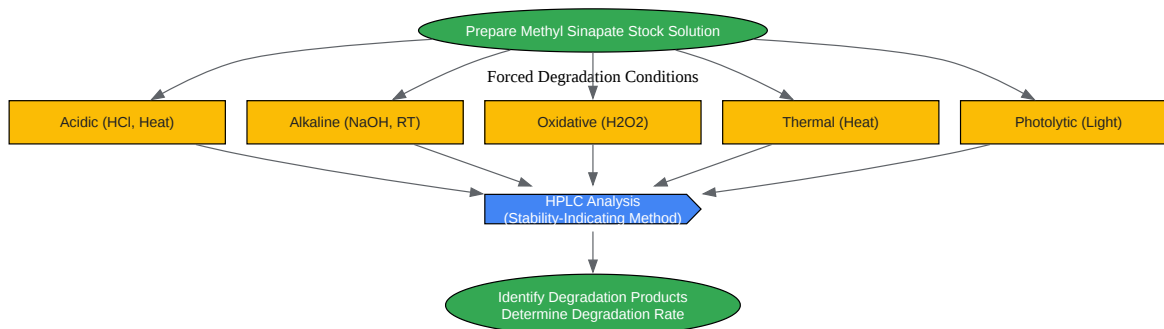 Prepare Methyl Sinapate Stock Solution
Forced Degradation Conditions
Acidic (HCl, Heat)
Alkaline (NaOH, RT)
Oxidative (H2O2)
Thermal (Heat)
Photolytic (Light)
HPLC Analysis
(Stability-Indicating Method)
Identify Degradation Products
Determine Degradation Rate